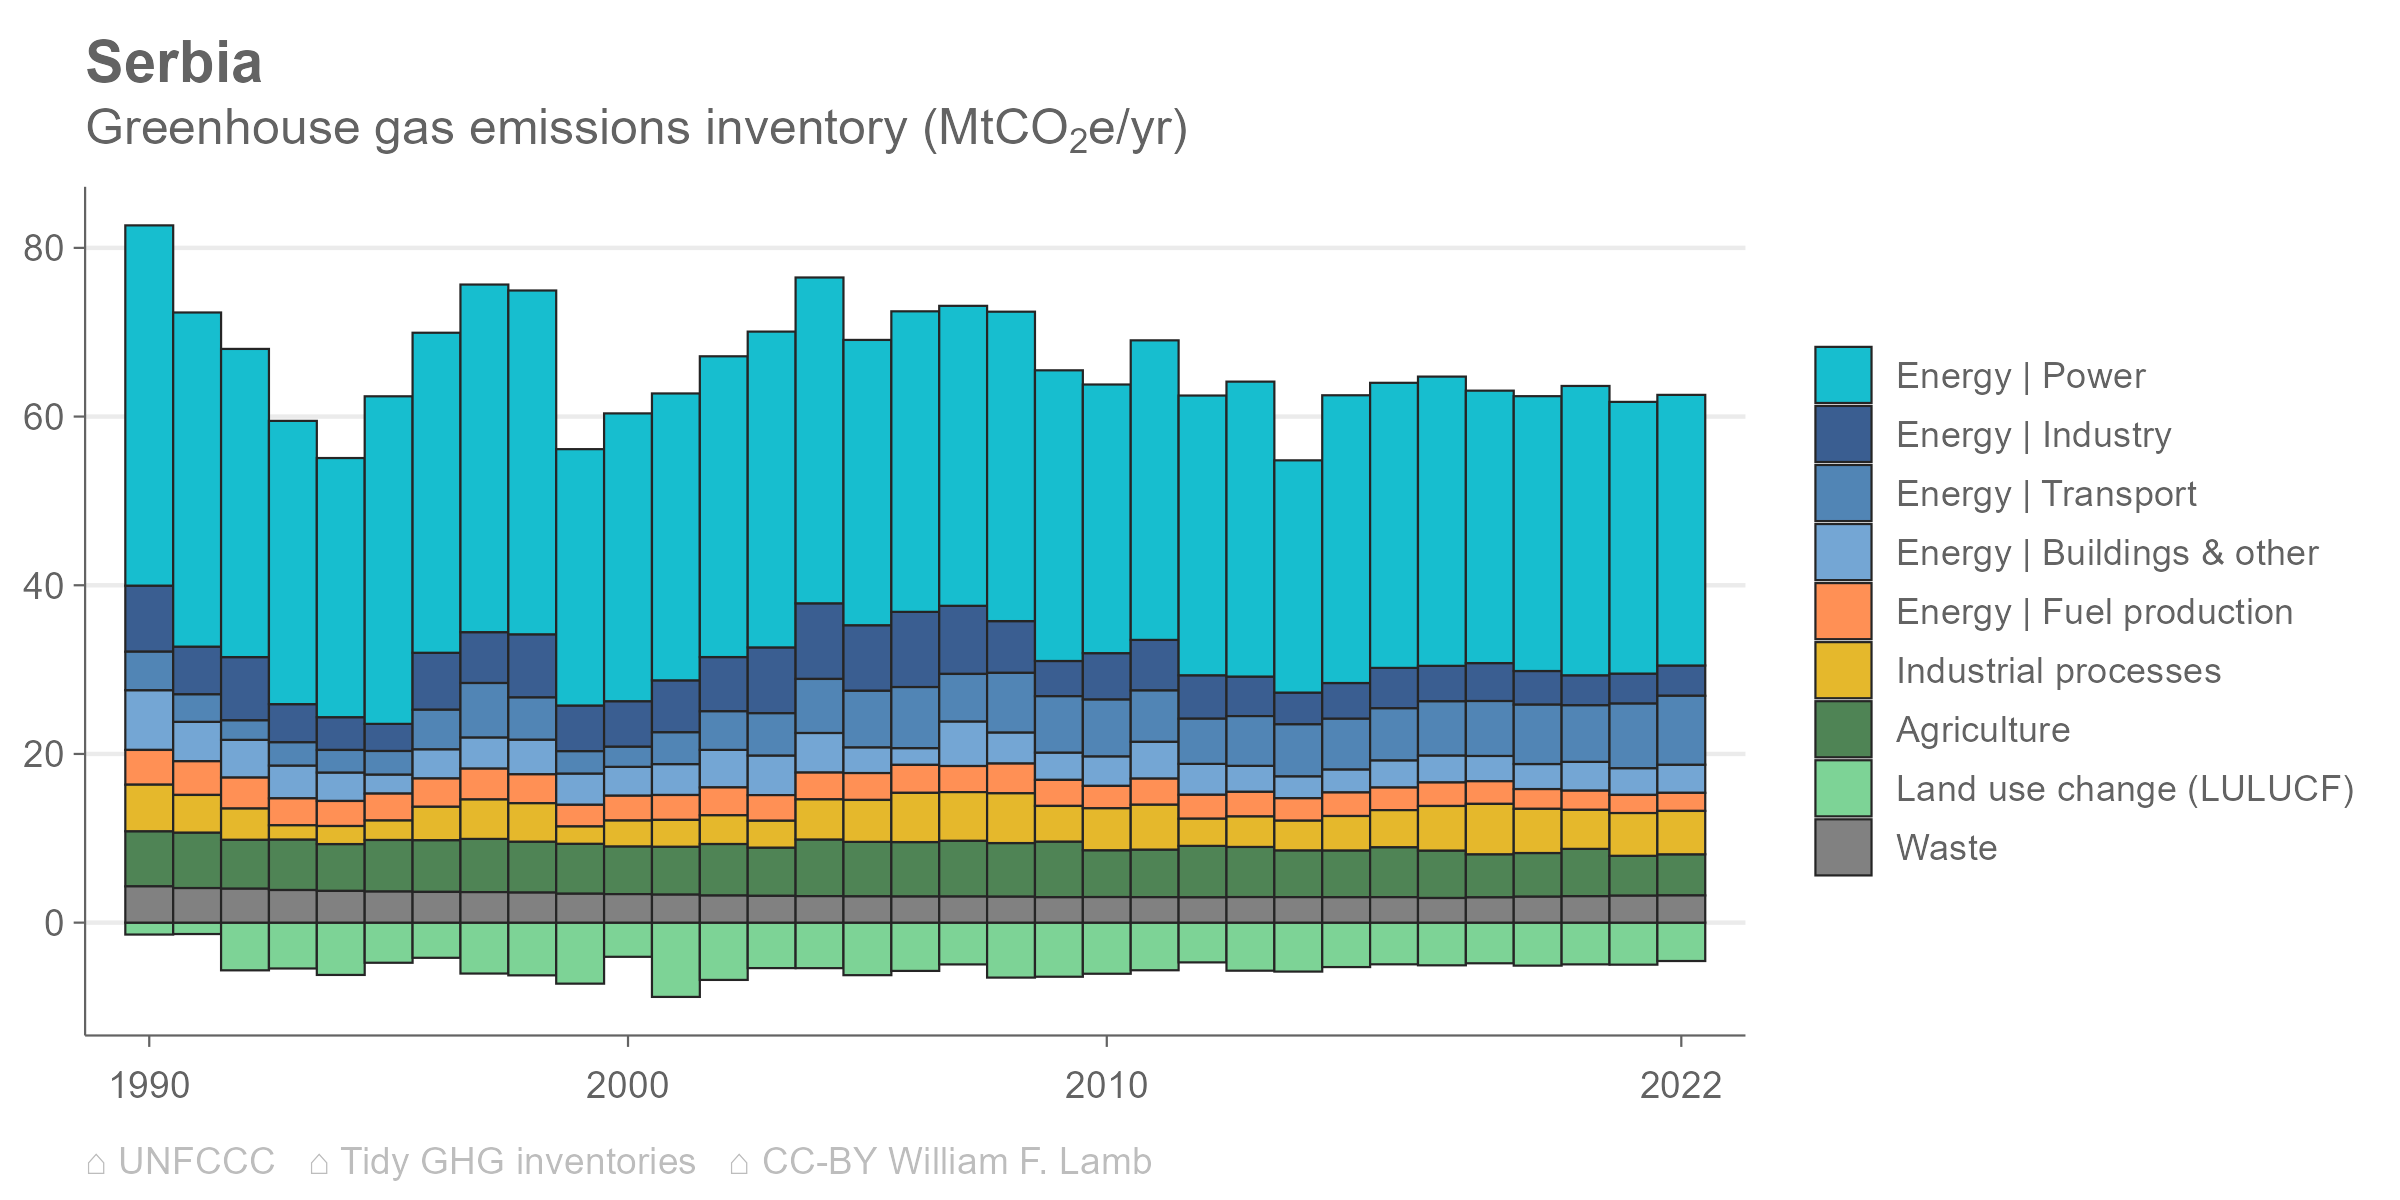 Serbia
Greenhouse gas emissions inventory (MtCO₂e/yr)
80
60
40
20
0
1990 2000 2010 2022
Energy | Power
Energy | Industry
Energy | Transport
Energy | Buildings & other
Energy | Fuel production
Industrial processes
Agriculture
Land use change (LULUCF)
Waste
⌂ UNFCCC ⌂ Tidy GHG inventories ⌂ CC-BY William F. Lamb